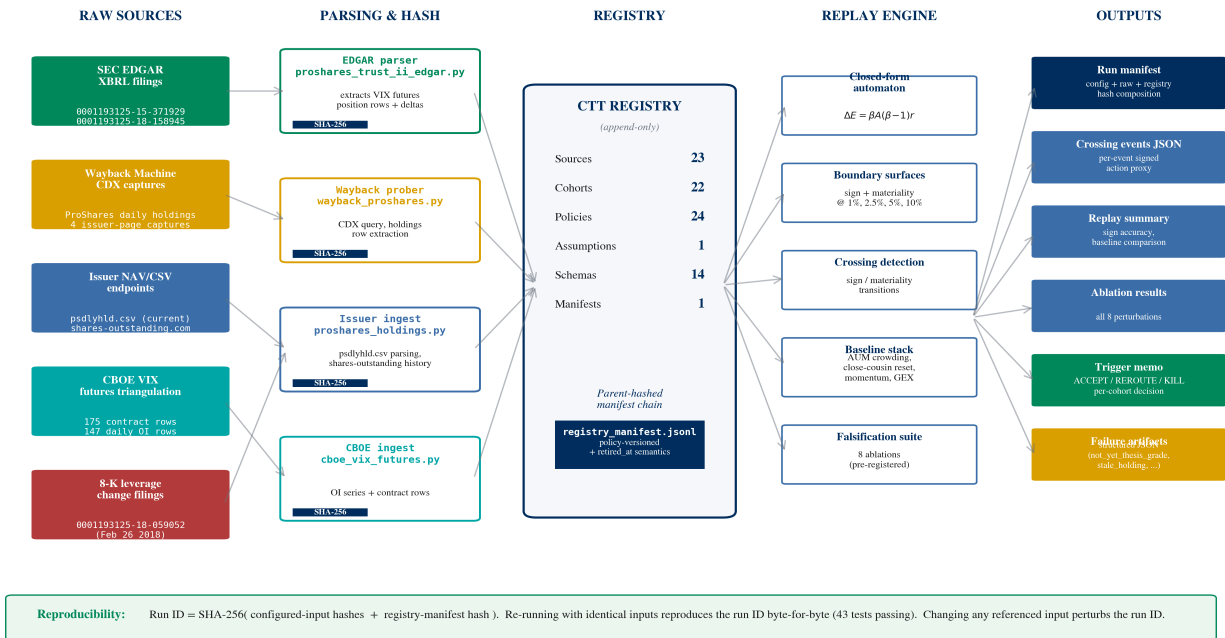 RAW SOURCES
PARSING & HASH
REGISTRY
REPLAY ENGINE
OUTPUTS
SEC EDGAR
XBRL filings
0001193125-15-371929
0001193125-18-158945
Wayback Machine
CDX captures
ProShares daily holdings
4 issuer-page captures
Issuer NAV/CSV
endpoints
psdlyhld.csv (current)
shares-outstanding.com
CBOE VIX
futures triangulation
175 contract rows
147 daily OI rows
8-K leverage
change filings
0001193125-18-059052
(Feb 26 2018)
EDGAR parser
proshares_trust_ii_edgar.py
extracts VIX futures
position rows + deltas
SHA-256
Wayback prober
wayback_proshares.py
CDX query, holdings
row extraction
SHA-256
Issuer ingest
proshares_holdings.py
psdlyhld.csv parsing,
shares-outstanding history
SHA-256
CBOE ingest
cboe_vix_futures.py
OI series + contract rows
SHA-256
CTT REGISTRY
(append-only)
Sources 23
Cohorts 22
Policies 24
Assumptions 1
Schemas 14
Manifests 1
Parent-hashed
manifest chain
registry_manifest.jsonl
policy-versioned
+ retired_at semantics
Closed-form
automaton
ΔE = βA(β−1)r
Boundary surfaces
sign + materiality
@ 1%, 2.5%, 5%, 10%
Crossing detection
sign / materiality
transitions
Baseline stack
AUM crowding,
close-cousin reset,
momentum, GEX
Falsification suite
8 ablations
(pre-registered)
Run manifest
config + raw + registry
hash composition
Crossing events JSON
per-event signed
action proxy
Replay summary
sign accuracy,
baseline comparison
Ablation results
all 8 perturbations
Trigger memo
ACCEPT / REROUTE / KILL
per-cohort decision
Failure artifacts
structured JSON
(not_yet_thesis_grade,
stale_holding, ...)
Reproducibility: Run ID = SHA-256( configured-input hashes + registry-manifest hash ). Re-running with identical inputs reproduces the run ID byte-for-byte (43 tests passing). Changing any referenced input perturbs the run ID.